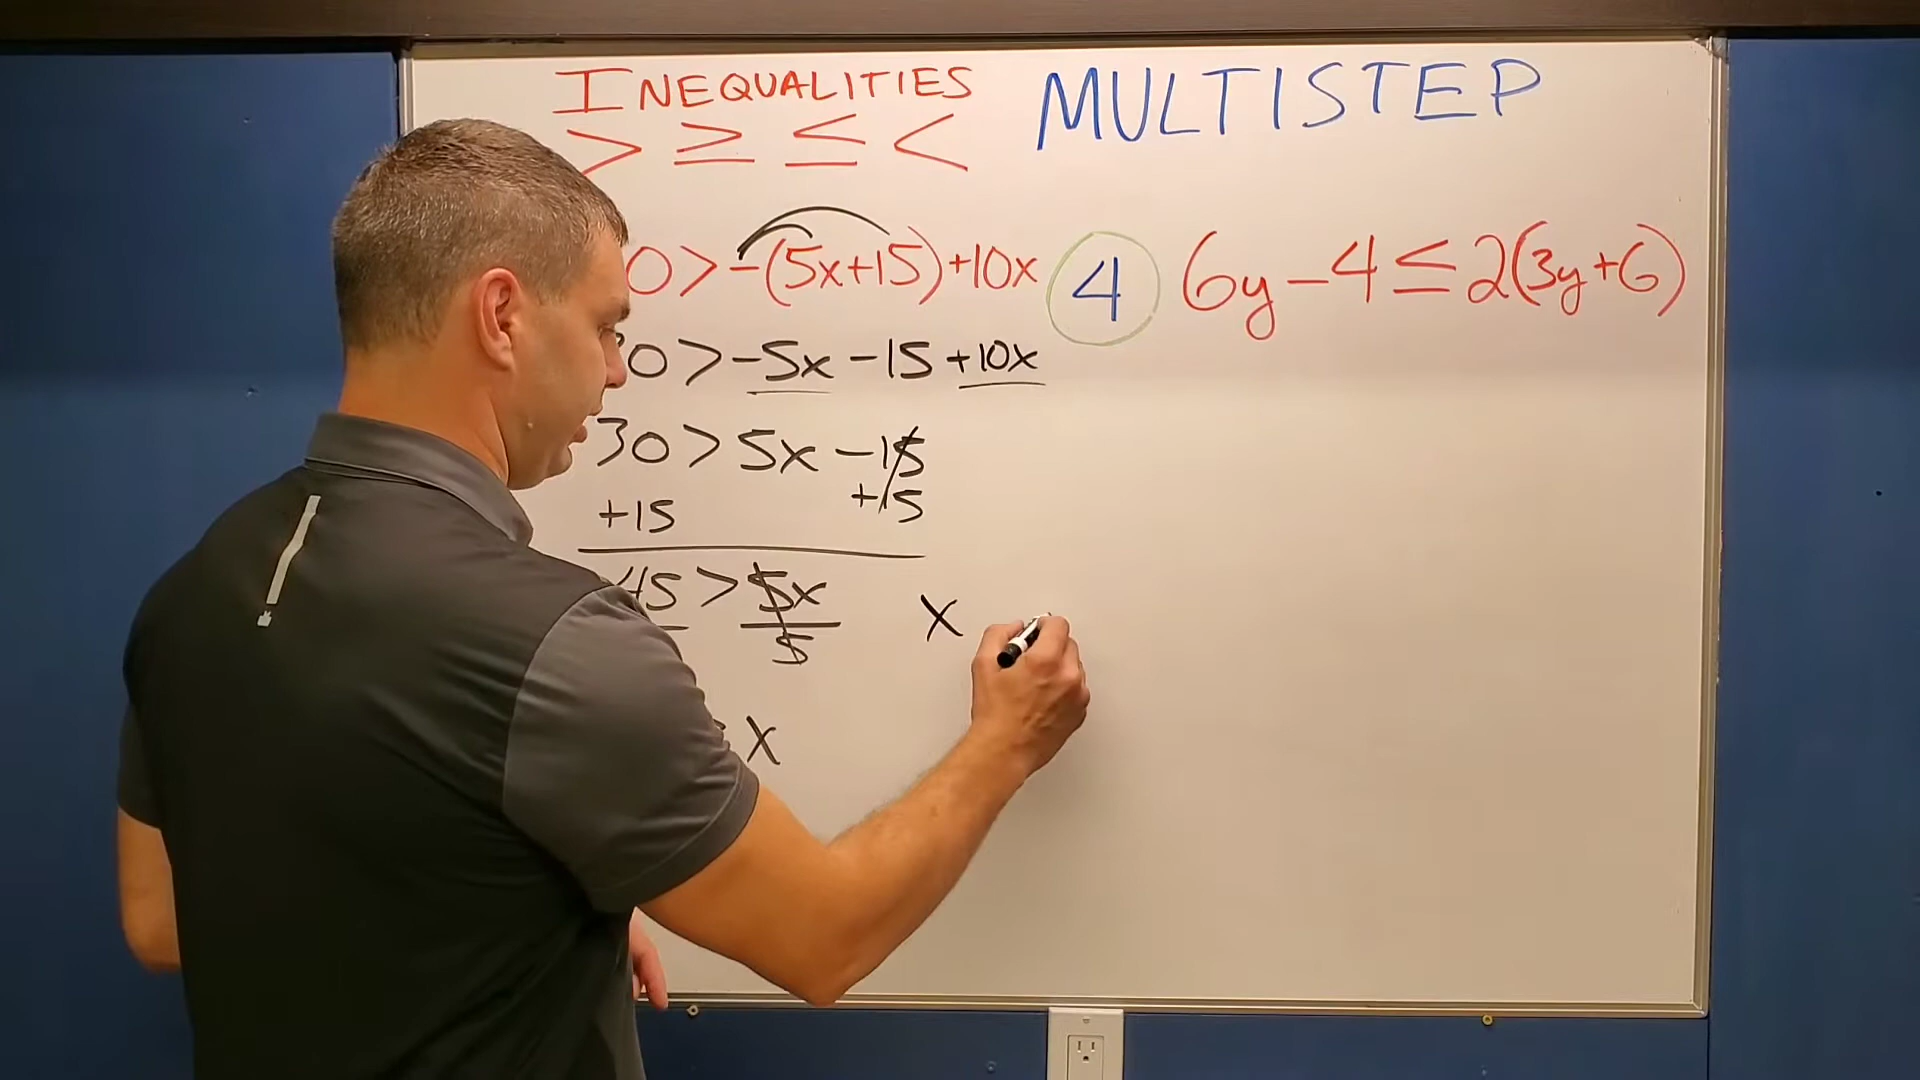 INEQUALITIES
> ≥ ≤ <
MULTISTEP
0 > -(5x+15)+10x
30 > -5x -15 +10x
30 > 5x -15
+15 +15
45 > 5x
5
x
x
4 6y - 4 ≤ 2(3y+6)